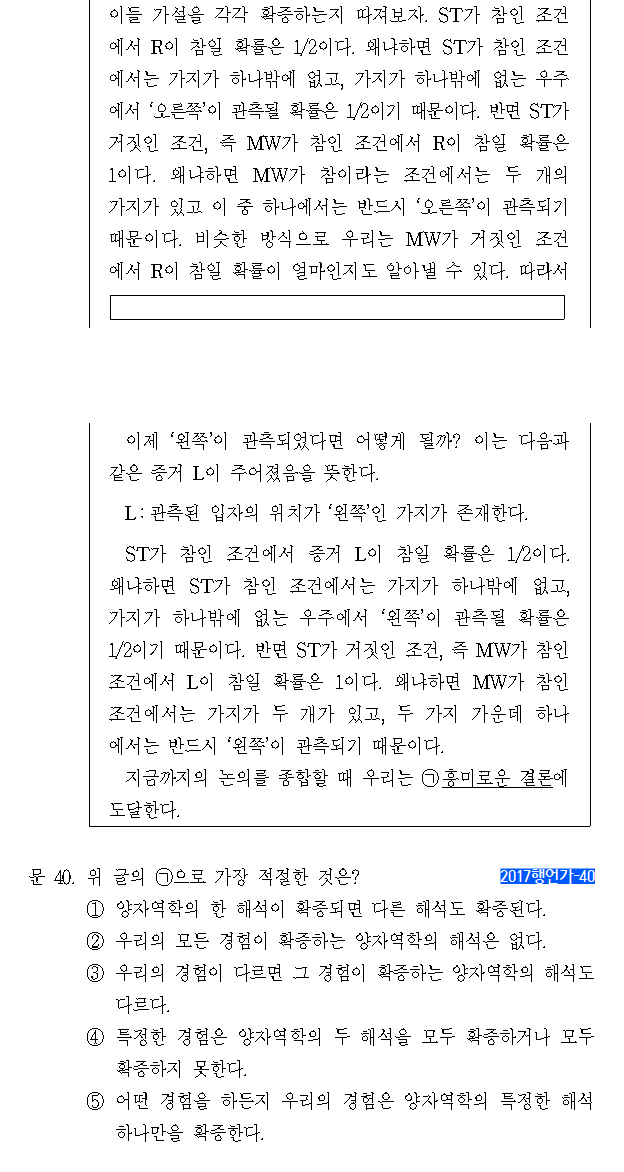 이들 가설을 각각 확증하는지 따져보자. ST가 참인 조건
에서 R이 참일 확률은 1/2이다. 왜냐하면 ST가 참인 조건
에서는 가지가 하나밖에 없고, 가지가 하나밖에 없는 우주
에서 ‘오른쪽’이 관측될 확률은 1/2이기 때문이다. 반면 ST가
거짓인 조건, 즉 MW가 참인 조건에서 R이 참일 확률은
1이다. 왜냐하면 MW가 참이라는 조건에서는 두 개의
가지가 있고 이 중 하나에서는 반드시 ‘오른쪽’이 관측되기
때문이다. 비슷한 방식으로 우리는 MW가 거짓인 조건
에서 R이 참일 확률이 얼마인지도 알아낼 수 있다. 따라서
이제 ‘왼쪽’이 관측되었다면 어떻게 될까? 이는 다음과
같은 증거 L이 주어졌음을 뜻한다.
L: 관측된 입자의 위치가 ‘왼쪽’인 가지가 존재한다.
ST가 참인 조건에서 증거 L이 참일 확률은 1/2이다.
왜냐하면 ST가 참인 조건에서는 가지가 하나밖에 없고,
가지가 하나밖에 없는 우주에서 ‘왼쪽’이 관측될 확률은
1/2이기 때문이다. 반면 ST가 거짓인 조건, 즉 MW가 참인
조건에서 L이 참일 확률은 1이다. 왜냐하면 MW가 참인
조건에서는 가지가 두 개가 있고, 두 가지 가운데 하나
에서는 반드시 ‘왼쪽’이 관측되기 때문이다.
지금까지의 논의를 종합할 때 우리는 ㉠흥미로운 결론에
도달한다.
문 40. 위 글의 ㉠으로 가장 적절한 것은? 2017행언가-40
① 양자역학의 한 해석이 확증되면 다른 해석도 확증된다.
② 우리의 모든 경험이 확증하는 양자역학의 해석은 없다.
③ 우리의 경험이 다르면 그 경험이 확증하는 양자역학의 해석도
다르다.
④ 특정한 경험은 양자역학의 두 해석을 모두 확증하거나 모두
확증하지 못한다.
⑤ 어떤 경험을 하든지 우리의 경험은 양자역학의 특정한 해석
하나만을 확증한다.